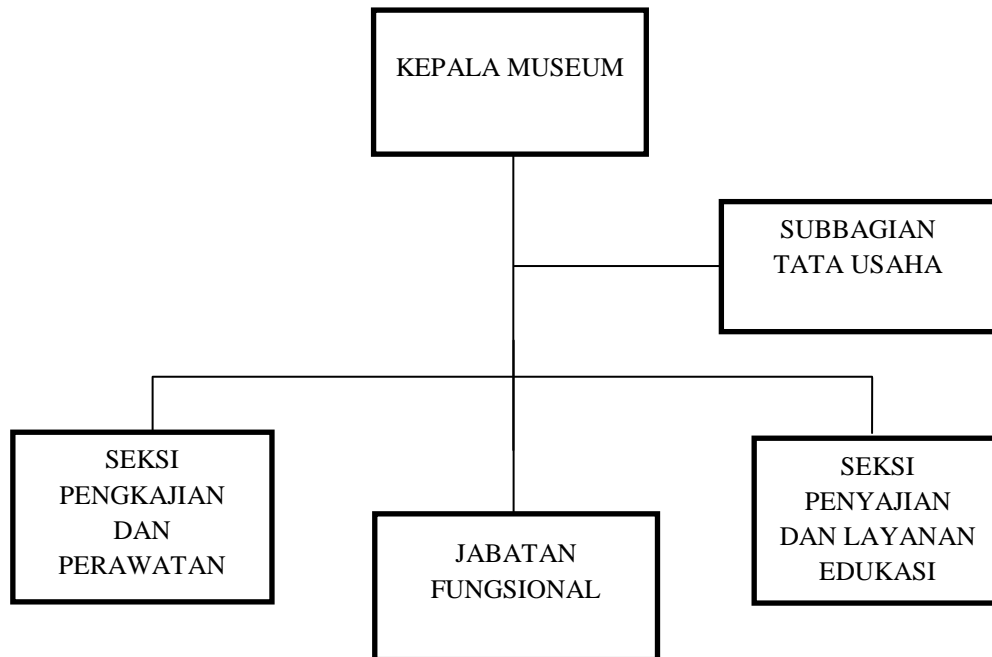 KEPALA MUSEUM
SUBBAGIAN
TATA USAHA
SEKSI
PENGKAJIAN
DAN
PERAWATAN
JABATAN
FUNGSIONAL
SEKSI
PENYAJIAN
DAN LAYANAN
EDUKASI